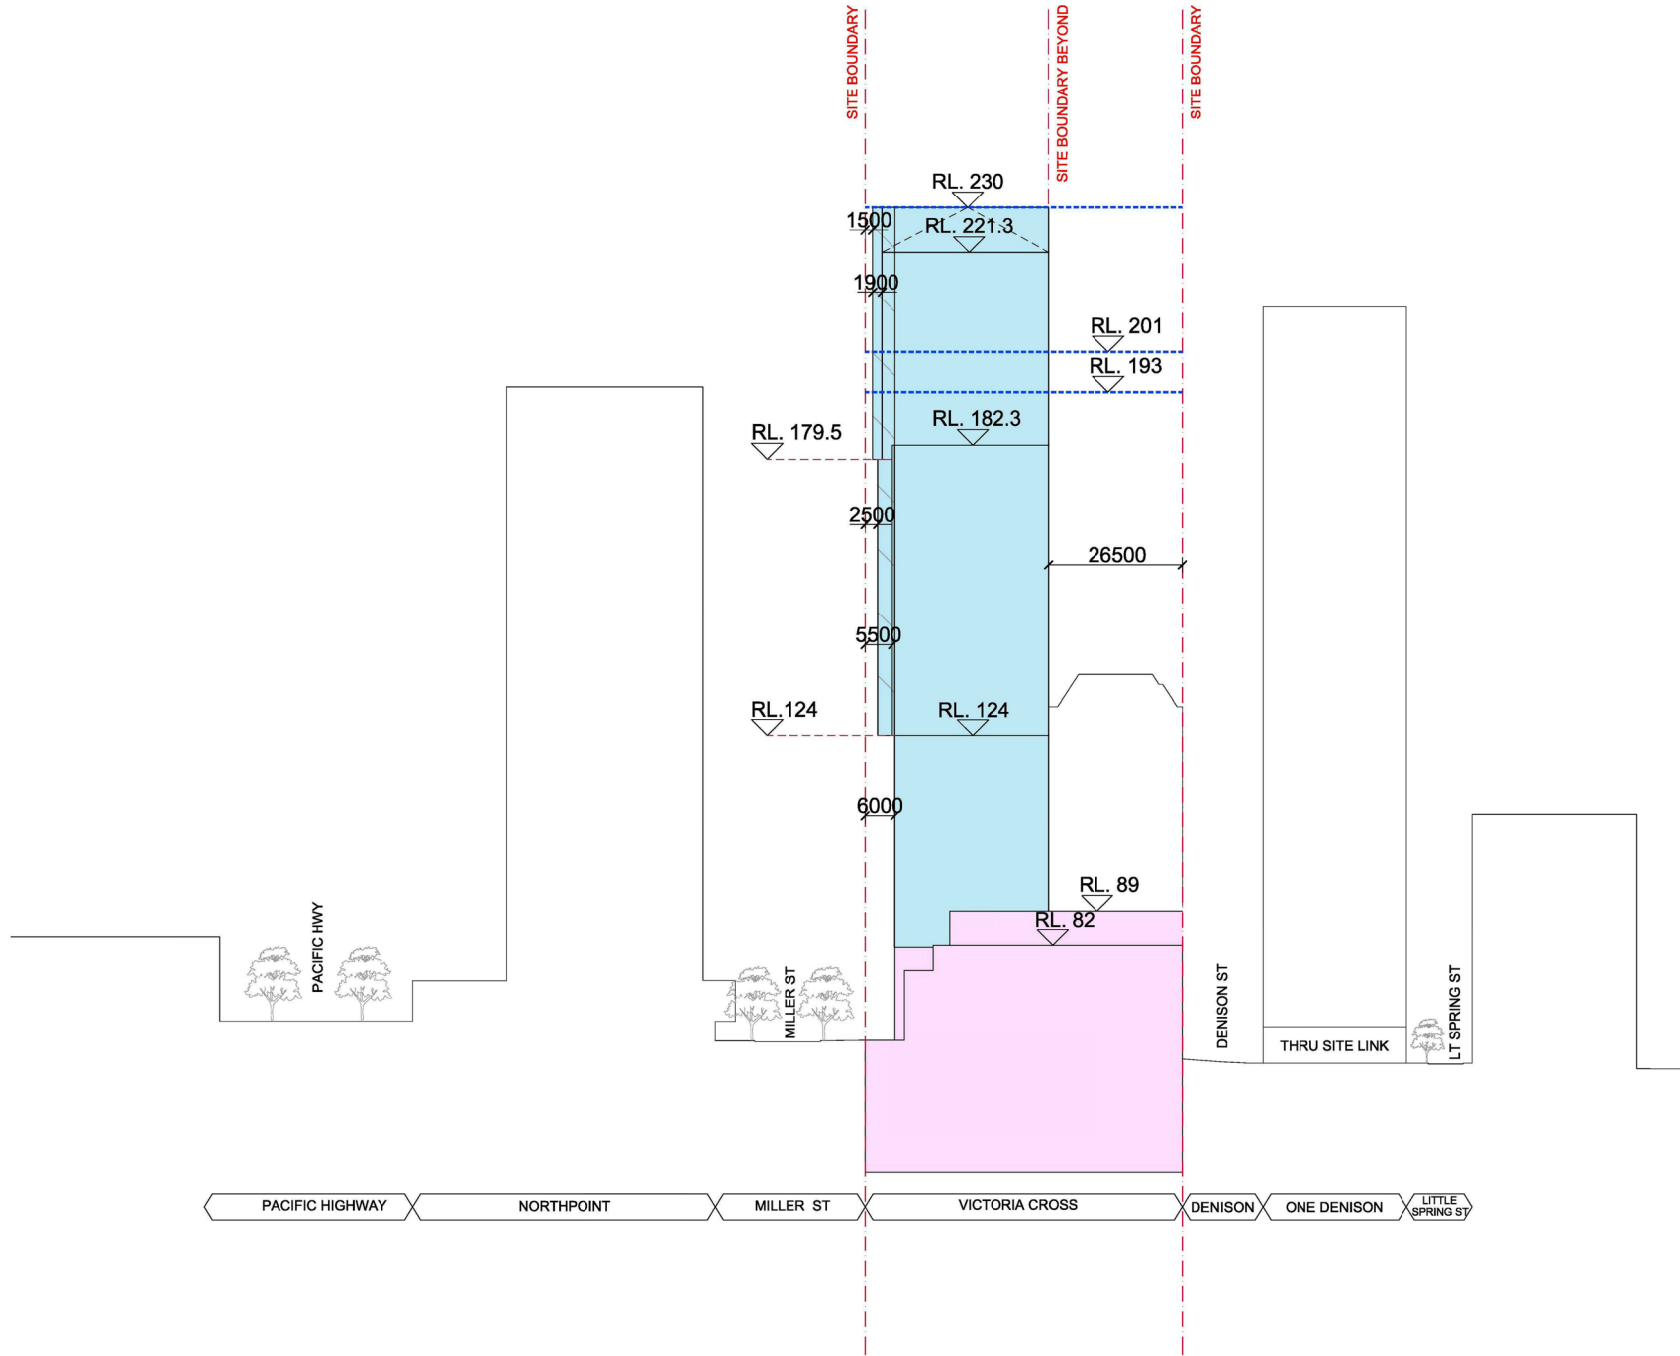 SITE BOUNDARY
SITE BOUNDARY BEYOND
SITE BOUNDARY
RL. 230
1500
RL. 221.3
1900
RL. 201
RL. 193
RL. 182.3
RL. 179.5
2500
26500
5500
RL.124
RL. 124
6000
RL. 89
RL. 82
PACIFIC HWY
MILLER ST
DENISON ST
LT SPRING ST
THRU SITE LINK
PACIFIC HIGHWAY
NORTHPOINT
MILLER ST
VICTORIA CROSS
DENISON
ONE DENISON
LITTLE
SPRING ST